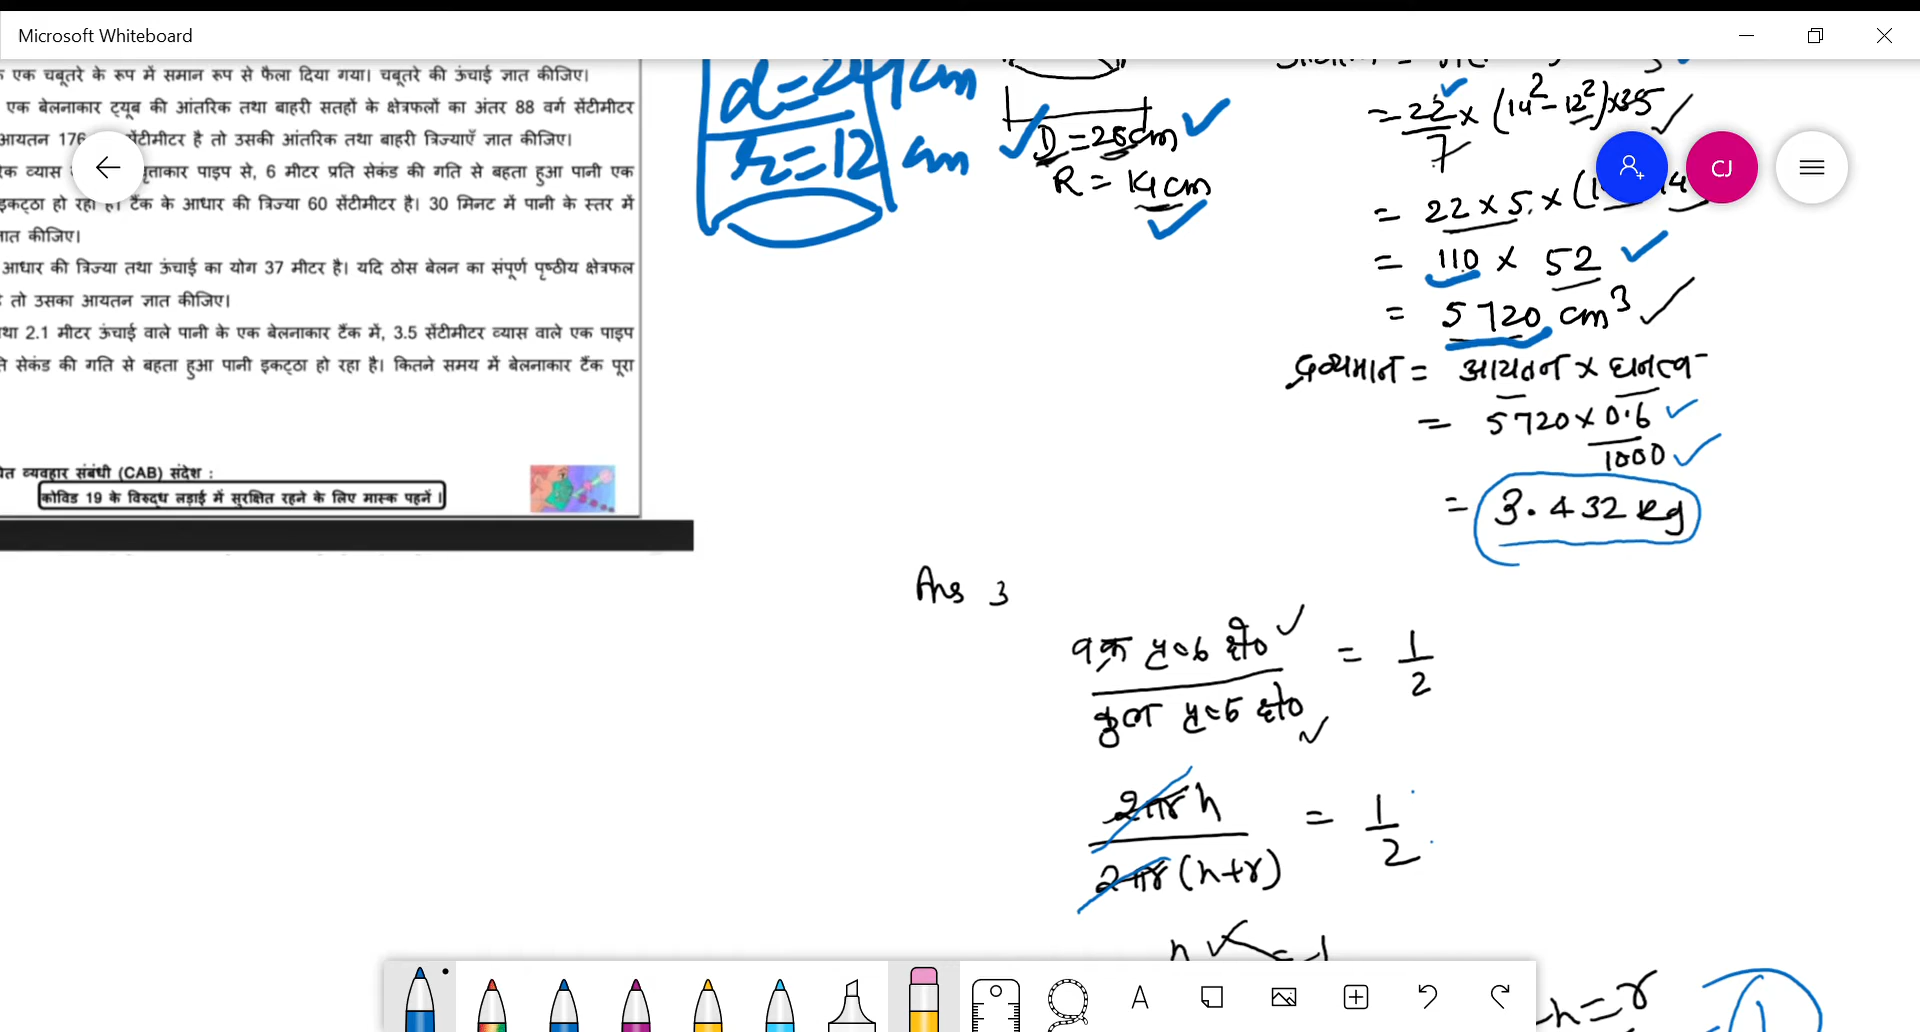 Microsoft Whiteboard
एक चबूतरे के रूप में समान रूप से फैला दिया गया। चबूतरे की ऊंचाई ज्ञात कीजिए।
एक बेलनाकार ट्यूब की आंतरिक तथा बाहरी सतहों के क्षेत्रफलों का अंतर 88 वर्ग सेंटीमीटर
आयतन 176 सेंटीमीटर है तो उसकी आंतरिक तथा बाहरी त्रिज्याएँ ज्ञात कीजिए।
व्यास वृत्ताकार पाइप से, 6 मीटर प्रति सेकंड की गति से बहता हुआ पानी एक
इकट्ठा हो रहा है। टैंक के आधार की त्रिज्या 60 सेंटीमीटर है। 30 मिनट में पानी के स्तर में
ज्ञात कीजिए।
आधार की त्रिज्या तथा ऊंचाई का योग 37 मीटर है। यदि ठोस बेलन का संपूर्ण पृष्ठीय क्षेत्रफल
तो उसका आयतन ज्ञात कीजिए।
तथा 2.1 मीटर ऊंचाई वाले पानी के एक बेलनाकार टैंक में, 3.5 सेंटीमीटर व्यास वाले एक पाइप
सेकंड की गति से बहता हुआ पानी इकट्ठा हो रहा है। कितने समय में बेलनाकार टैंक पूरा
व्यवहार संबंधी (CAB) संदेश :
कोविड 19 के विरुद्ध लड़ाई में सुरक्षित रहने के लिए मास्क पहनें ।
d=24 cm
r=12 cm
D=28cm
R = 14cm
= 22/7 × (14² - 12²)×35
= 22 × 5 × (
= 110 × 52
= 5720 cm³
द्रव्यमान = आयतन × घनत्व
= 5720 × 0.6
1000
= 3.432 kg
CJ
Ans 3
वक्र पृ० क्षे० / कुल पृ० क्षे० = 1/2
2πrh / 2πr(h+r) = 1/2
h=r